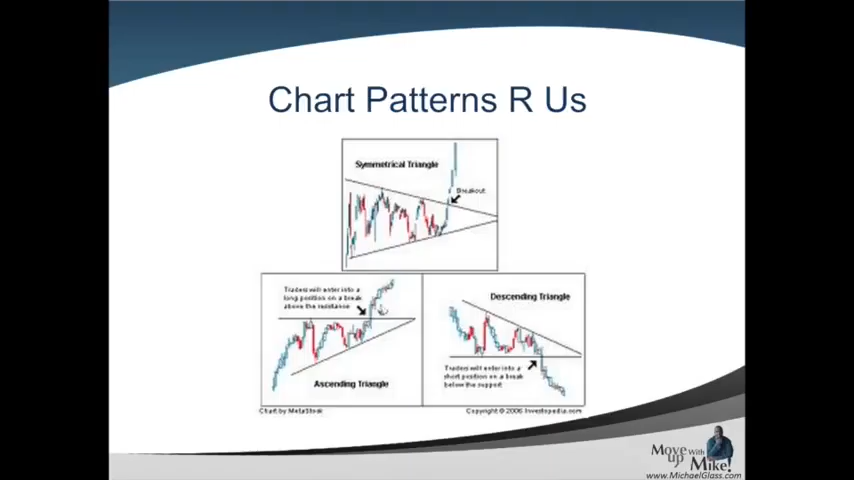 Chart Patterns R Us
Symmetrical Triangle
Breakout
Traders will enter into a
long position on a break
above the resistance
Ascending Triangle
Descending Triangle
Traders will enter into a
short position on a break
below the support
Chart by MetaStock
Copyright © 2006 Investopedia.com
Move up With Mike!
www.MichaelGlass.com